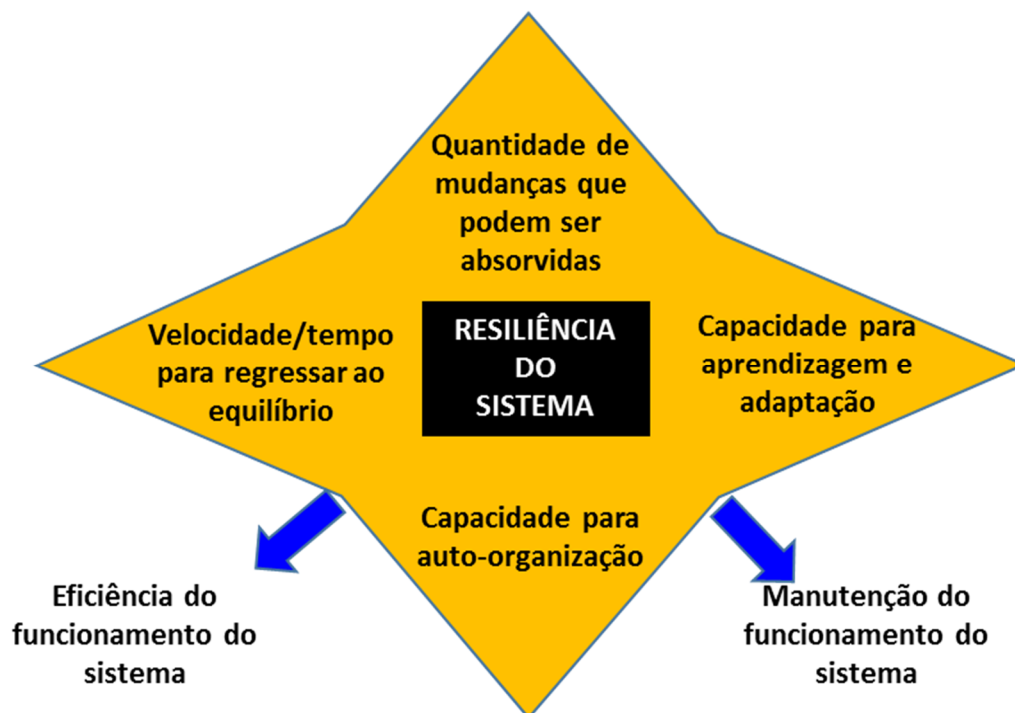 Quantidade de
mudanças que
podem ser
absorvidas
Velocidade/tempo
para regressar ao
equilíbrio
RESILIÊNCIA
DO
SISTEMA
Capacidade para
aprendizagem e
adaptação
Capacidade para
auto-organização
Eficiência do
funcionamento do
sistema
Manutenção do
funcionamento do
sistema